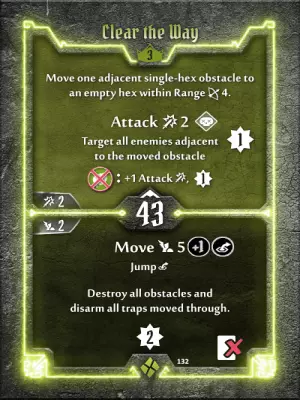 Clear the Way
3
Move one adjacent single-hex obstacle to
an empty hex within Range 4.
Attack 2
Target all enemies adjacent
to the moved obstacle
1
: +1 Attack, 1
2
43
2
Move 5 +1
Jump
Destroy all obstacles and
disarm all traps moved through.
2
132